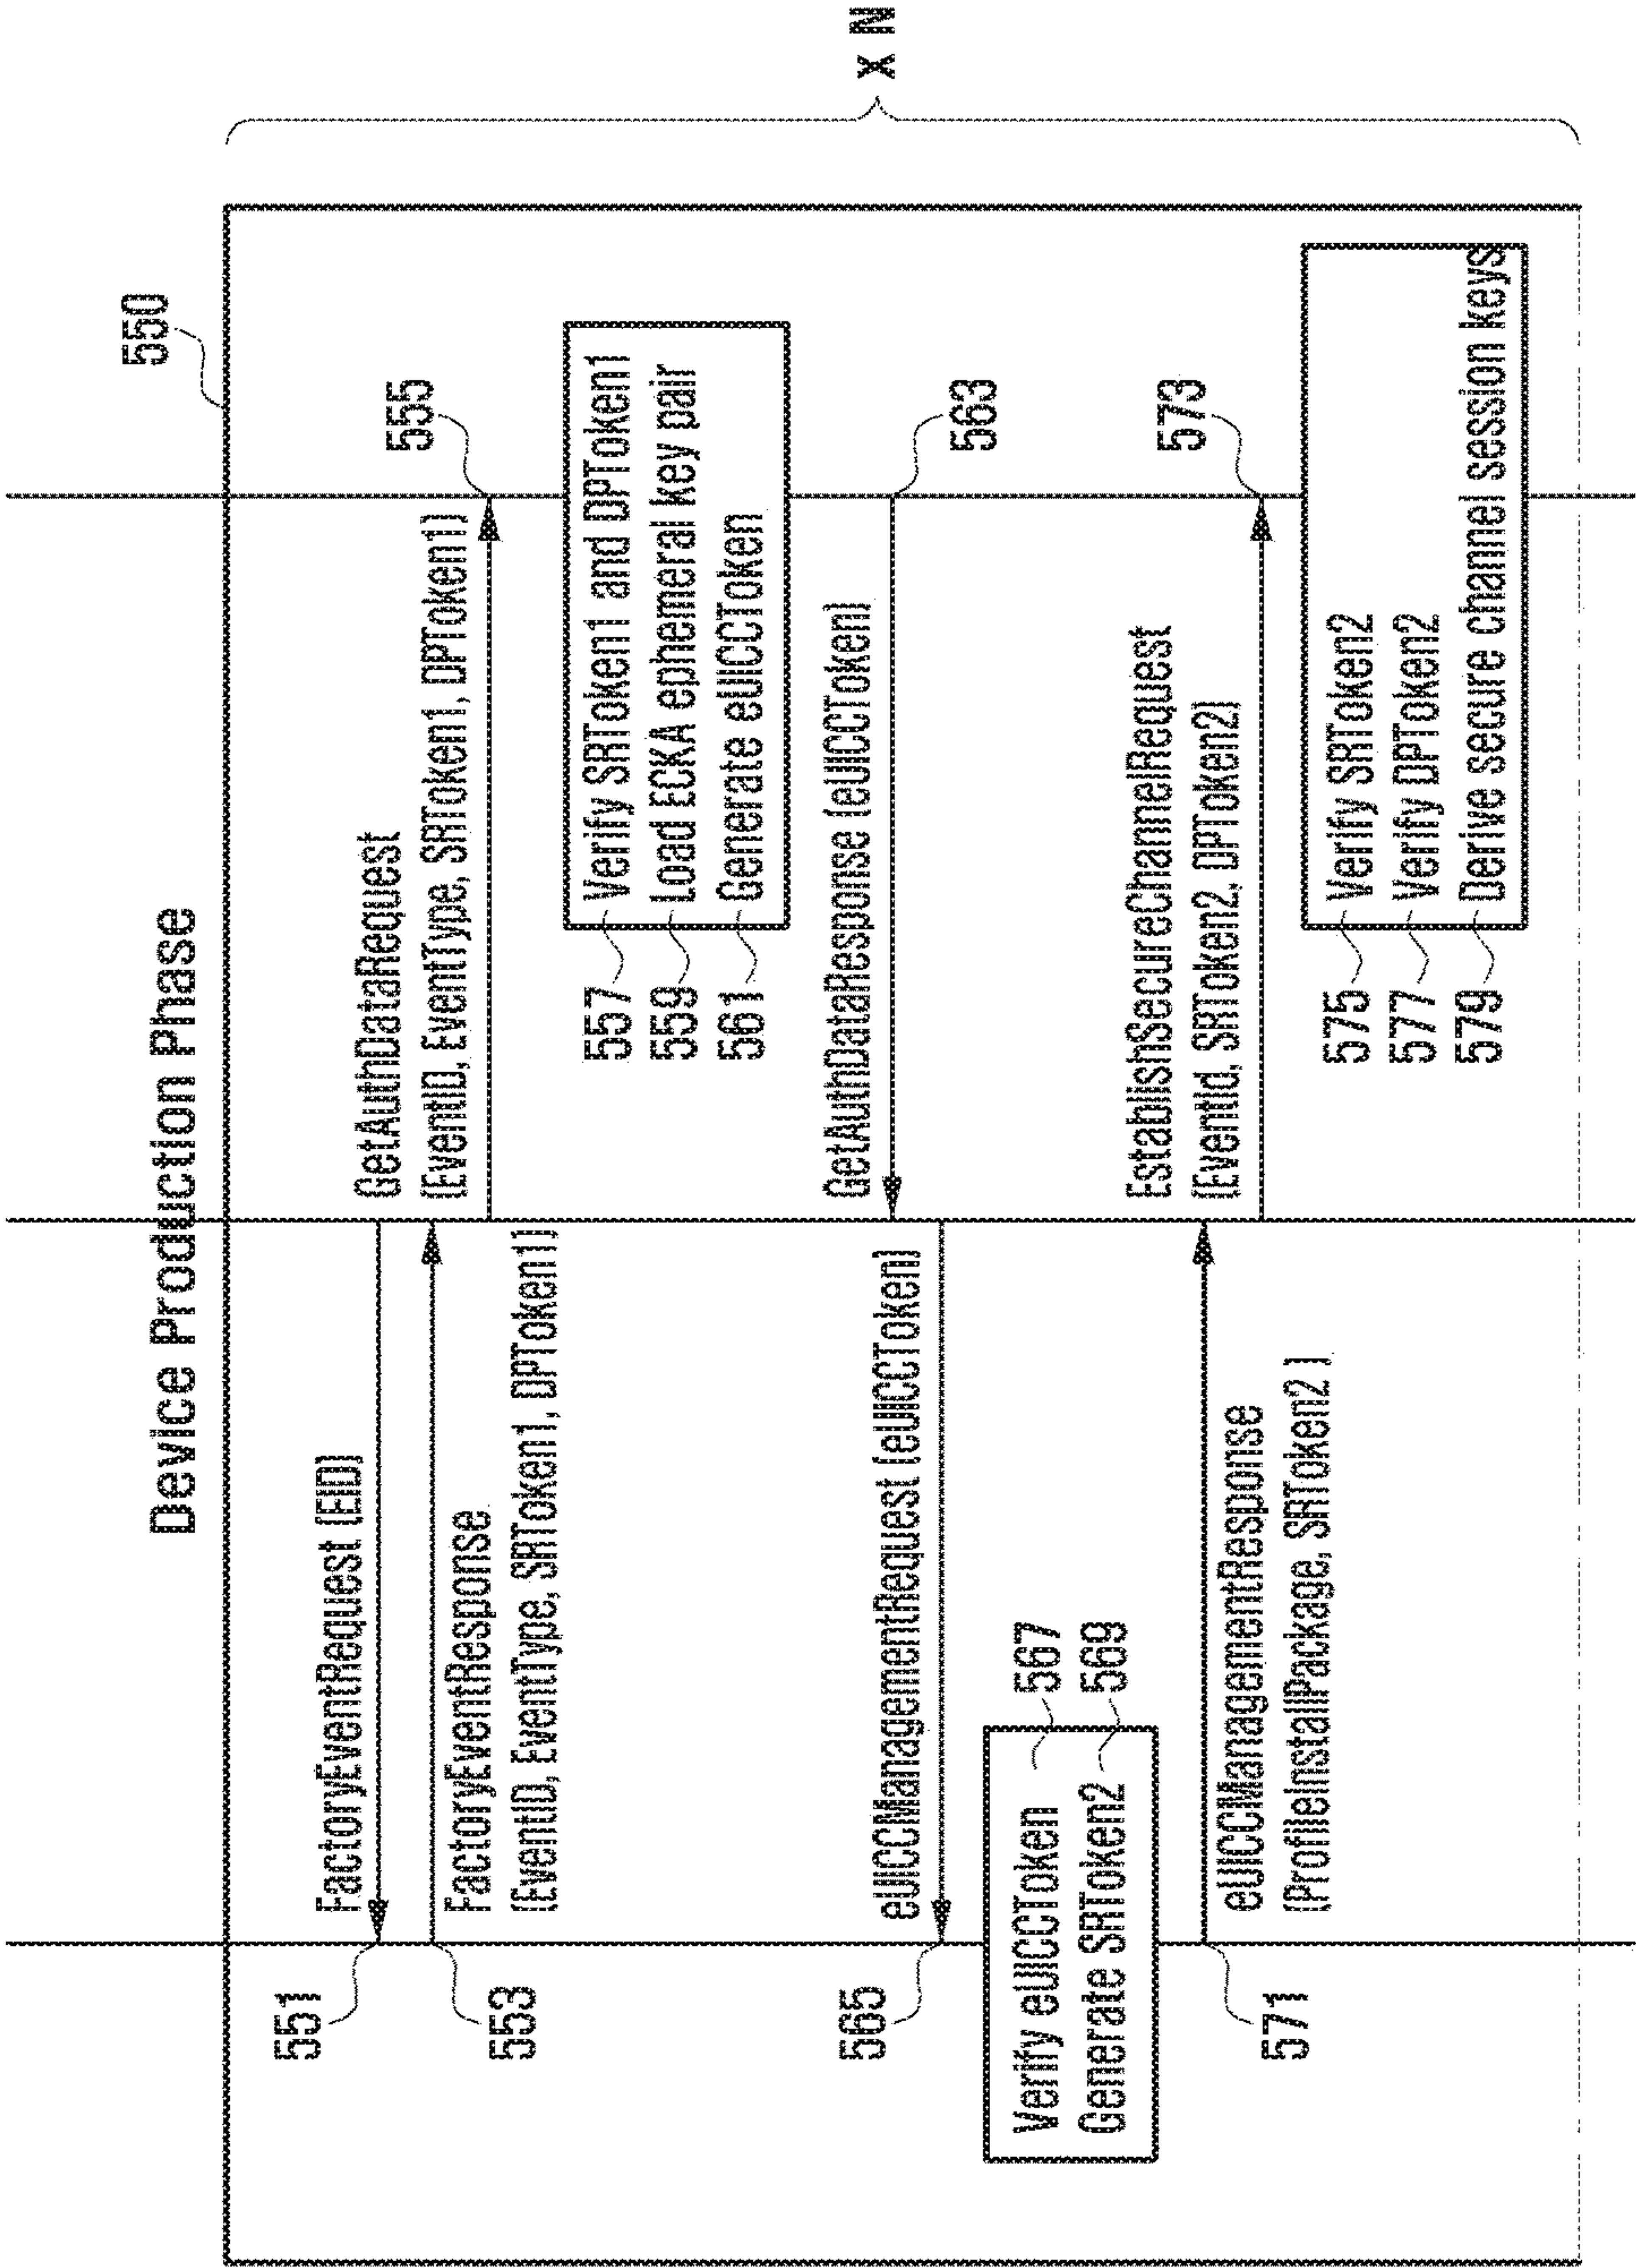 Device Production Phase
550
x N
FactoryEventRequest (EID)
551
FactoryEventResponse
(EventID, EventType, SRToken1, DPToken1)
553
GetAuthDataRequest
(EventID, EventType, SRToken1, DPToken1)
555
557 Verify SRToken1 and DPToken1
559 Load ECKA ephemeral key pair
561 Generate eUICCToken
GetAuthDataResponse (eUICCToken)
563
eUICCManagementRequest (eUICCToken)
565
Verify eUICCToken 567
Generate SRToken2 569
eUICCManagementResponse
(ProfileInstallPackage, SRToken2 )
571
EstablishSecureChannelRequest
(EventId, SRToken2, DPToken2)
573
575 Verify SRToken2
577 Verify DPToken2
579 Derive secure channel session keys